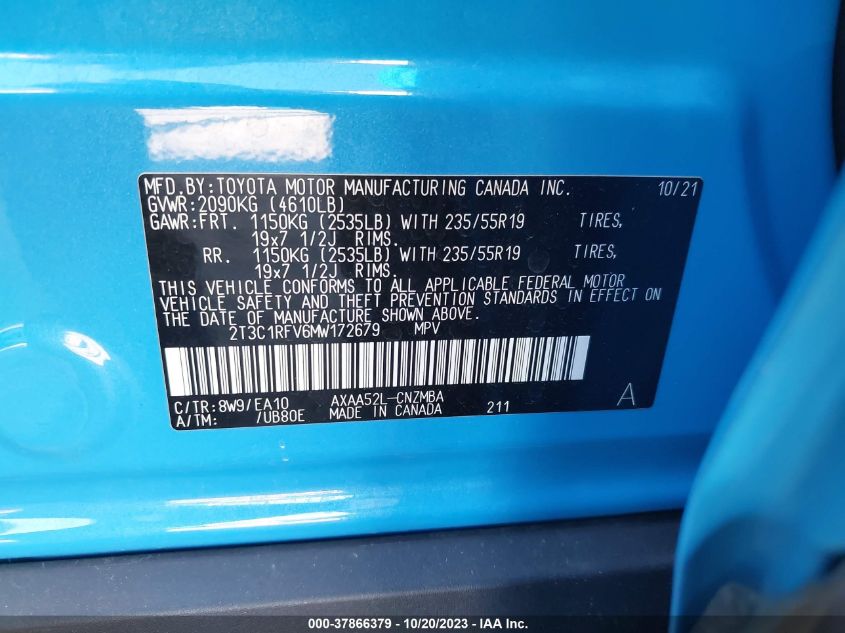 MFD.BY:TOYOTA MOTOR MANUFACTURING CANADA INC. 10/21
GVWR:2090KG (4610LB)
GAWR:FRT. 1150KG (2535LB) WITH 235/55R19 TIRES,
19x7 1/2J RIMS.
RR. 1150KG (2535LB) WITH 235/55R19 TIRES,
19x7 1/2J RIMS.
THIS VEHICLE CONFORMS TO ALL APPLICABLE FEDERAL MOTOR
VEHICLE SAFETY AND THEFT PREVENTION STANDARDS IN EFFECT ON
THE DATE OF MANUFACTURE SHOWN ABOVE.
2T3C1RFV6MW172679 MPV
C/TR:8W9/EA10 AXAA52L-CNZMBA
A/TM: /UB80E MADE IN CANADA 211 A
000-37866379 - 10/20/2023 - IAA Inc.